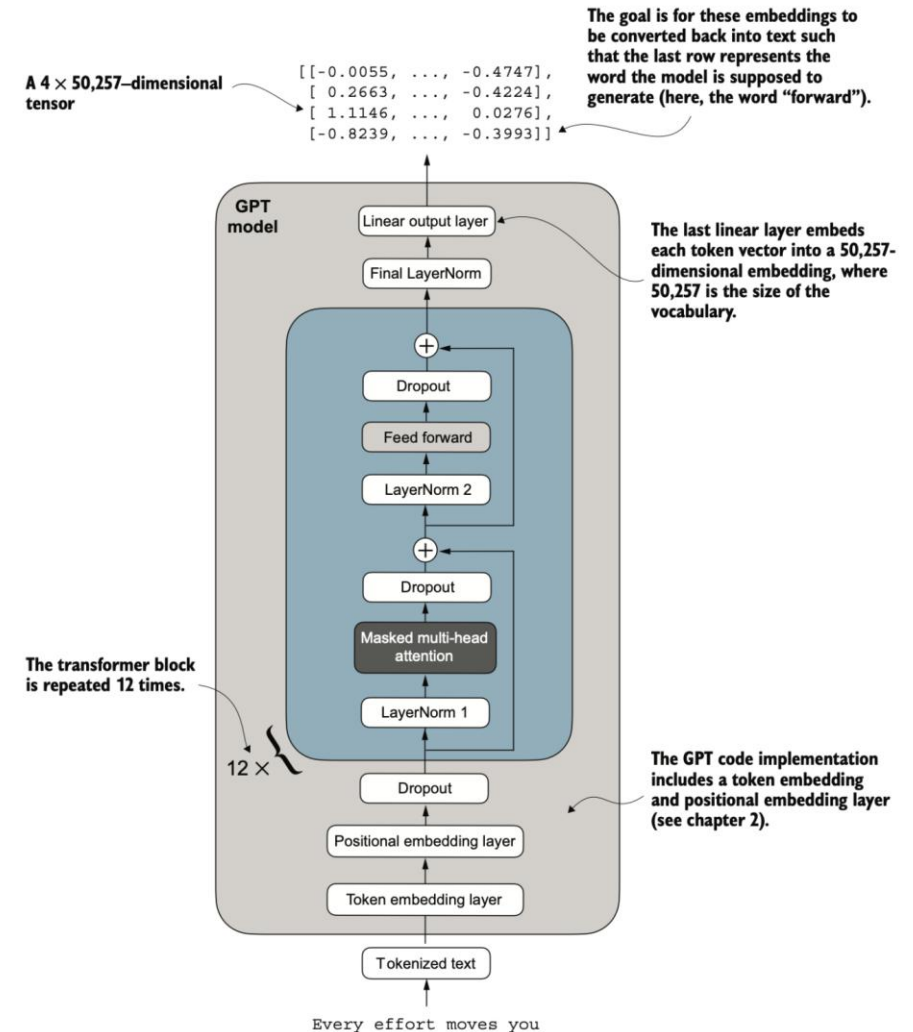 The goal is for these embeddings to
be converted back into text such
that the last row represents the
word the model is supposed to
generate (here, the word “forward”).
A 4 × 50,257–dimensional
tensor
[[-0.0055, ..., -0.4747],
[ 0.2663, ..., -0.4224],
[ 1.1146, ..., 0.0276],
[-0.8239, ..., -0.3993]]
GPT
model
Linear output layer
The last linear layer embeds
each token vector into a 50,257-
dimensional embedding, where
50,257 is the size of the
vocabulary.
Final LayerNorm
+
Dropout
Feed forward
LayerNorm 2
+
Dropout
Masked multi-head
attention
The transformer block
is repeated 12 times.
LayerNorm 1
12 × {
The GPT code implementation
includes a token embedding
and positional embedding layer
(see chapter 2).
Dropout
Positional embedding layer
Token embedding layer
Tokenized text
Every effort moves you